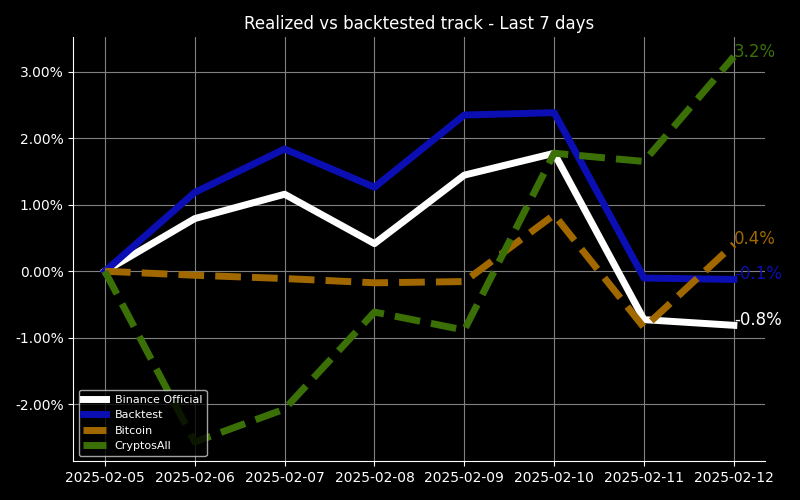 Realized vs backtested track - Last 7 days
3.00%
2.00%
1.00%
0.00%
-1.00%
-2.00%
3.2%
0.4%
-0.1%
-0.8%
Binance Official
Backtest
Bitcoin
CryptosAll
2025-02-05 2025-02-06 2025-02-07 2025-02-08 2025-02-09 2025-02-10 2025-02-11 2025-02-12